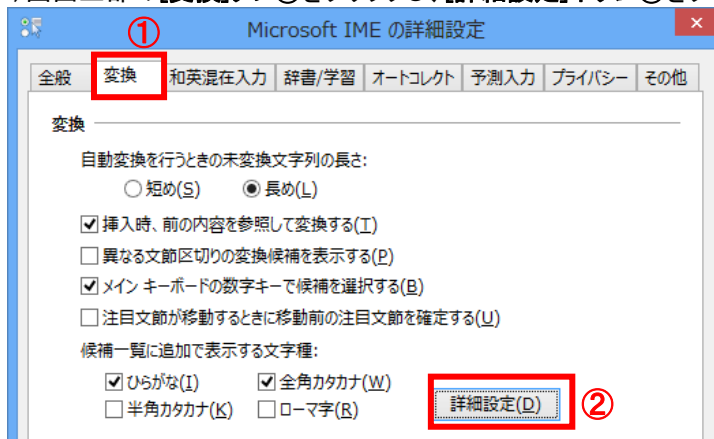 ①
Microsoft IME の詳細設定
全般 変換 和英混在入力 辞書/学習 オートコレクト 予測入力 プライバシー その他
変換
自動変換を行うときの未変換文字列の長さ:
短め(S) 長め(L)
挿入時、前の内容を参照して変換する(T)
異なる文節区切りの変換候補を表示する(P)
メイン キーボードの数字キーで候補を選択する(B)
注目文節が移動するときに移動前の注目文節を確定する(U)
候補一覧に追加で表示する文字種:
ひらがな(I) 全角カタカナ(W)
半角カタカナ(K) ローマ字(R)
詳細設定(D) ②